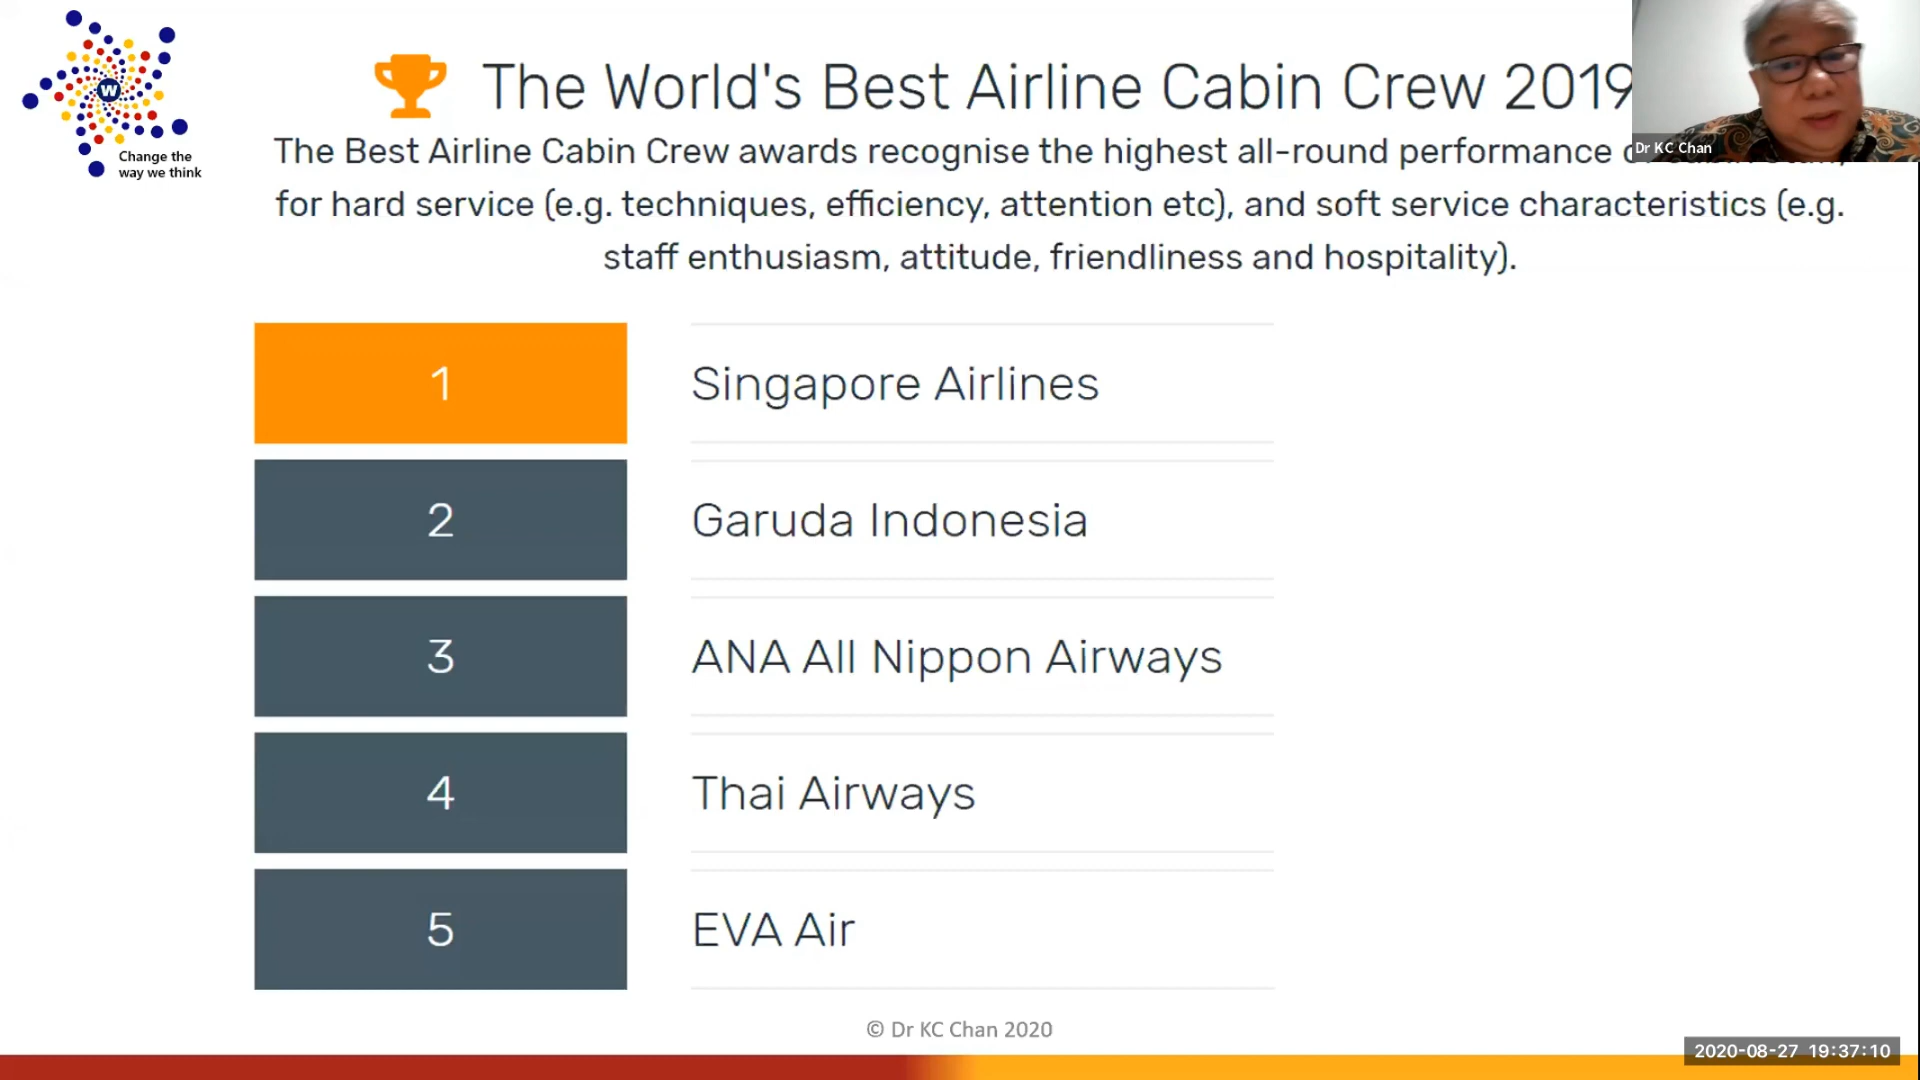 W
Change the
way we think
The World's Best Airline Cabin Crew 2019
Dr KC Chan
The Best Airline Cabin Crew awards recognise the highest all-round performance
for hard service (e.g. techniques, efficiency, attention etc), and soft service characteristics (e.g.
staff enthusiasm, attitude, friendliness and hospitality).
1 Singapore Airlines
2 Garuda Indonesia
3 ANA All Nippon Airways
4 Thai Airways
5 EVA Air
© Dr KC Chan 2020
2020-08-27 19:37:10